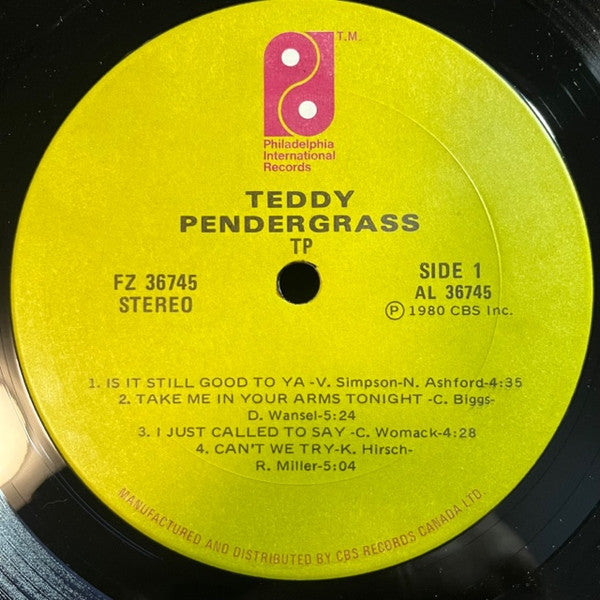 T.M.
Philadelphia
International
Records
TEDDY
PENDERGRASS
TP
FZ 36745
STEREO
SIDE 1
AL 36745
Ⓟ 1980 CBS Inc.
1. IS IT STILL GOOD TO YA -V. Simpson-N. Ashford-4:35
2. TAKE ME IN YOUR ARMS TONIGHT -C. Biggs-
D. Wansel-5:24
3. I JUST CALLED TO SAY -C. Womack-4:28
4. CAN'T WE TRY-K. Hirsch-
R. Miller-5:04
MANUFACTURED AND DISTRIBUTED BY CBS RECORDS CANADA LTD